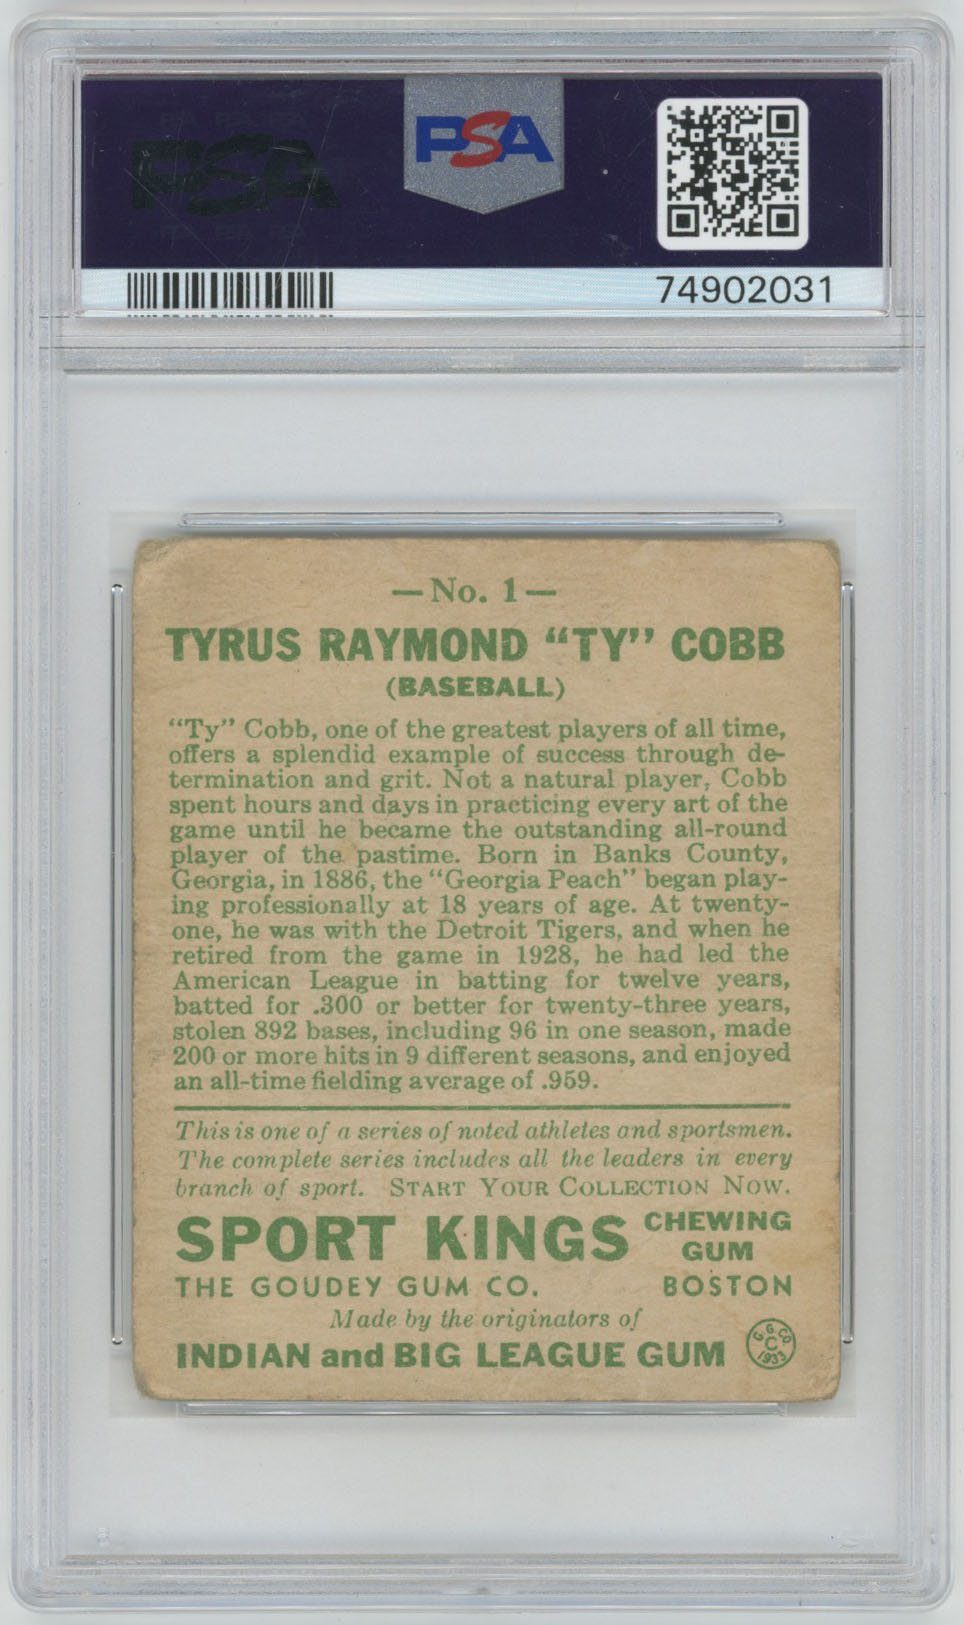 PSA
PSA
74902031
—No. 1—
TYRUS RAYMOND “TY” COBB
(BASEBALL)
“Ty” Cobb, one of the greatest players of all time,
offers a splendid example of success through de-
termination and grit. Not a natural player, Cobb
spent hours and days in practicing every art of the
game until he became the outstanding all-round
player of the pastime. Born in Banks County,
Georgia, in 1886, the “Georgia Peach” began play-
ing professionally at 18 years of age. At twenty-
one, he was with the Detroit Tigers, and when he
retired from the game in 1928, he had led the
American League in batting for twelve years,
batted for .300 or better for twenty-three years,
stolen 892 bases, including 96 in one season, made
200 or more hits in 9 different seasons, and enjoyed
an all-time fielding average of .959.
This is one of a series of noted athletes and sportsmen.
The complete series includes all the leaders in every
branch of sport. START YOUR COLLECTION NOW.
SPORT KINGS CHEWING GUM
THE GOUDEY GUM CO. BOSTON
Made by the originators of
INDIAN and BIG LEAGUE GUM
G.G.CO
C
1933